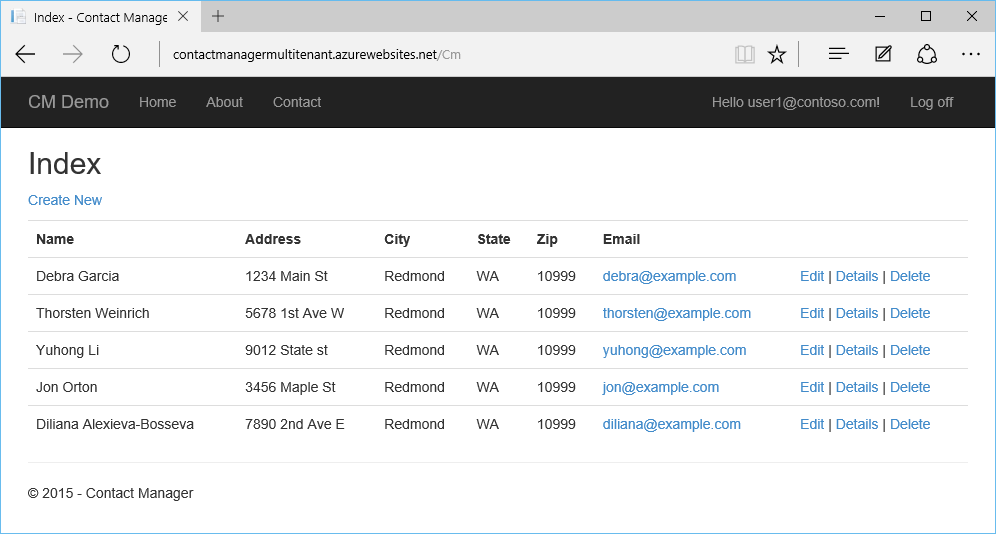 Index - Contact Manage
contactmanagermultitenant.azurewebsites.net/Cm
CM Demo Home About Contact Hello user1@contoso.com! Log off
Index
Create New
Name Address City State Zip Email
Debra Garcia 1234 Main St Redmond WA 10999 debra@example.com Edit | Details | Delete
Thorsten Weinrich 5678 1st Ave W Redmond WA 10999 thorsten@example.com Edit | Details | Delete
Yuhong Li 9012 State st Redmond WA 10999 yuhong@example.com Edit | Details | Delete
Jon Orton 3456 Maple St Redmond WA 10999 jon@example.com Edit | Details | Delete
Diliana Alexieva-Bosseva 7890 2nd Ave E Redmond WA 10999 diliana@example.com Edit | Details | Delete
© 2015 - Contact Manager